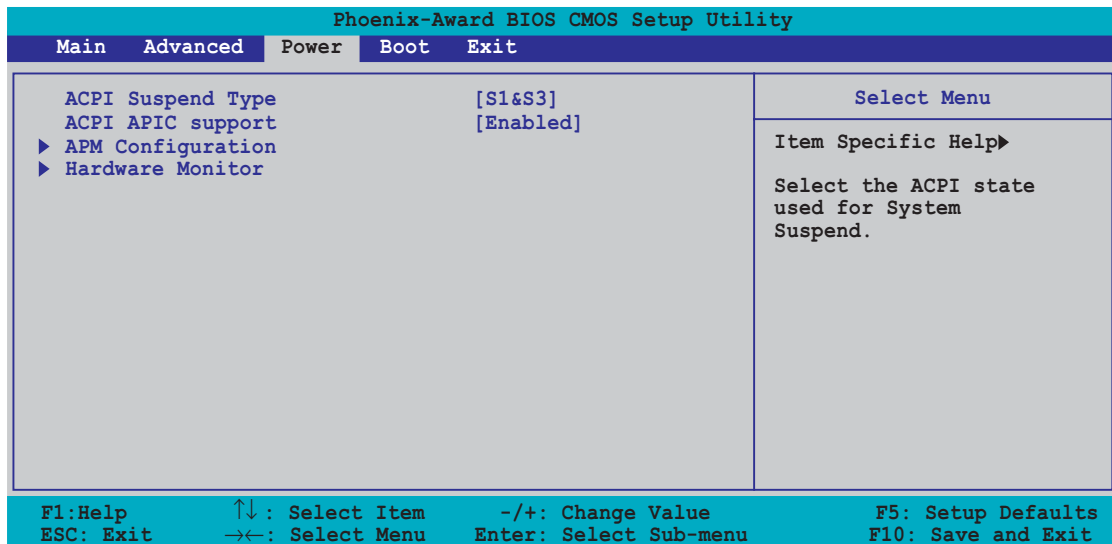 Phoenix-Award BIOS CMOS Setup Utility
Main Advanced Power Boot Exit
ACPI Suspend Type [S1&S3]
ACPI APIC support [Enabled]
▶ APM Configuration
▶ Hardware Monitor
Select Menu
Item Specific Help▶
Select the ACPI state
used for System
Suspend.
F1:Help ↑↓: Select Item -/+: Change Value F5: Setup Defaults
ESC: Exit →←: Select Menu Enter: Select Sub-menu F10: Save and Exit